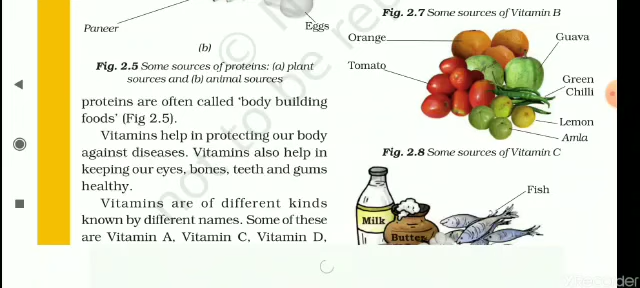 Paneer
Eggs
(b)
Fig. 2.5 Some sources of proteins: (a) plant
sources and (b) animal sources
proteins are often called ‘body building
foods’ (Fig 2.5).
Vitamins help in protecting our body
against diseases. Vitamins also help in
keeping our eyes, bones, teeth and gums
healthy.
Vitamins are of different kinds
known by different names. Some of these
are Vitamin A, Vitamin C, Vitamin D,
Fig. 2.7 Some sources of Vitamin B
Orange
Guava
Tomato
Green
Chilli
Lemon
Amla
Fig. 2.8 Some sources of Vitamin C
Fish
Milk
Butter
not to be re